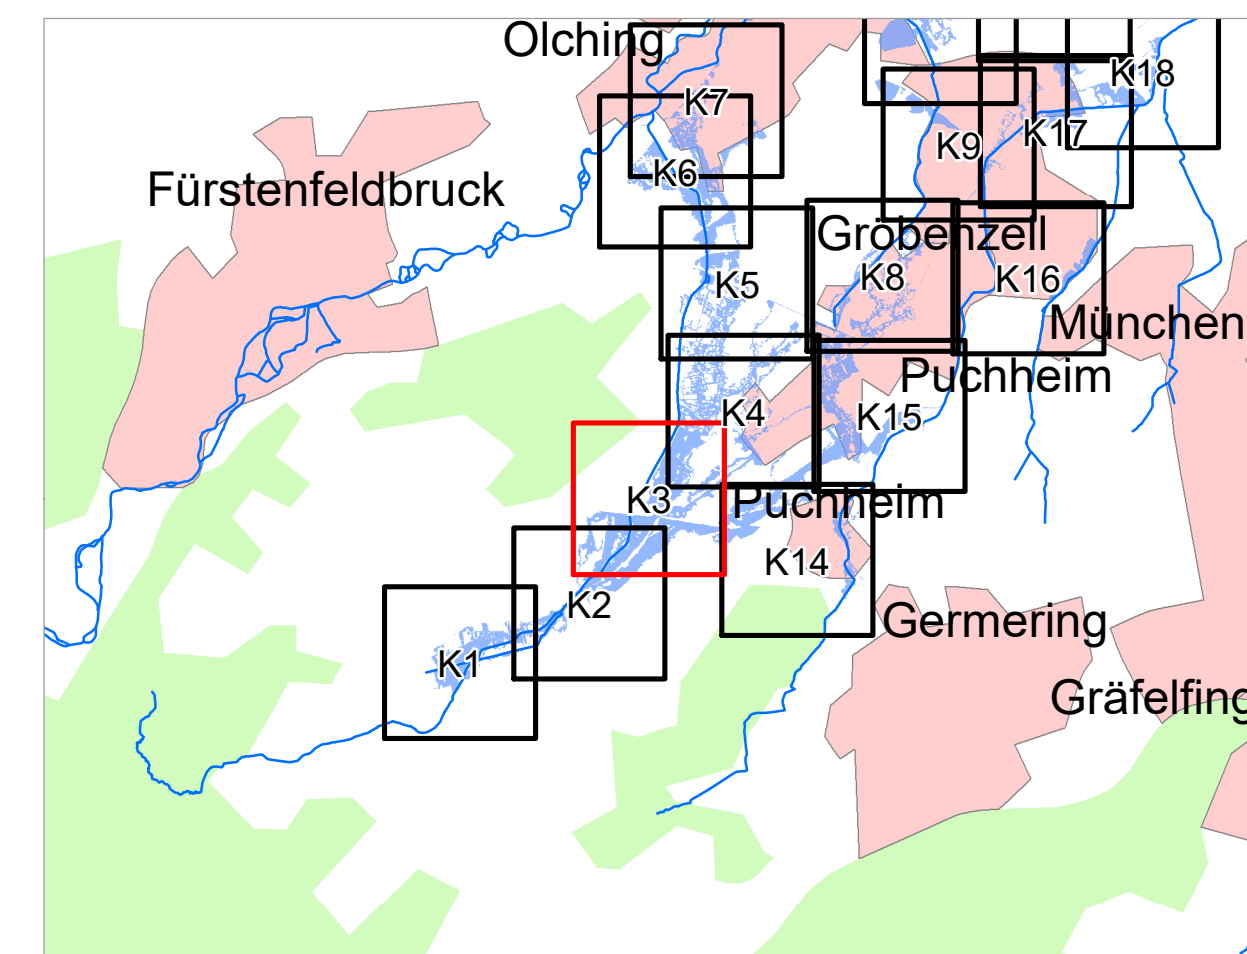 Olching
K18
K7
K17
K9
K6
Fürstenfeldbruck
Gröbenzell
K8
K16
K5
München
Puchheim
K4
K15
K3
Puchheim
K14
K2
Germering
K1
Gräfelfing